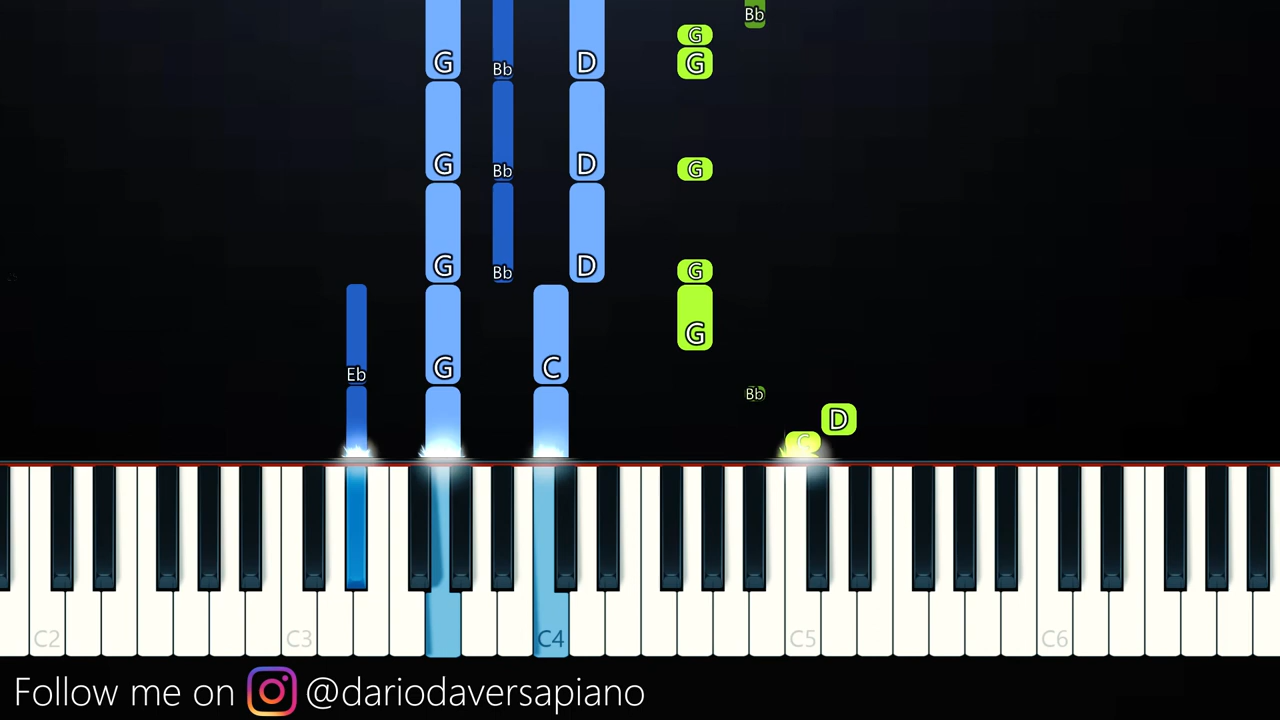 Bb
G
G Bb D G
G Bb D G
G Bb D G
Eb G C G
Bb
D
C
C2 C3 C4 C5 C6
Follow me on @dariodaversapiano